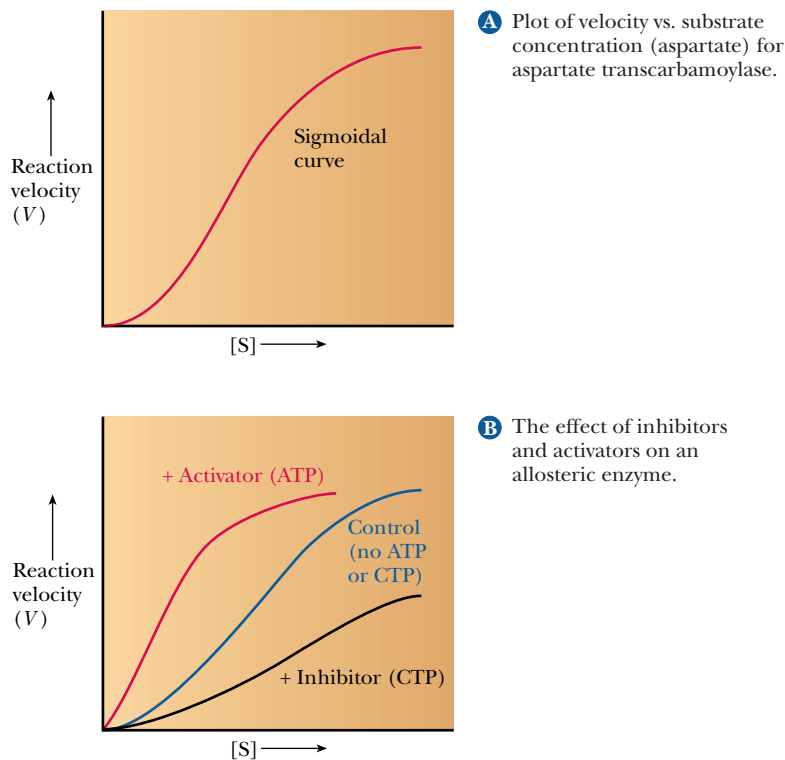 A Plot of velocity vs. substrate
concentration (aspartate) for
aspartate transcarbamoylase.
Sigmoidal
curve
Reaction
velocity
(V)
[S]
B The effect of inhibitors
and activators on an
allosteric enzyme.
+ Activator (ATP)
Control
(no ATP
or CTP)
Reaction
velocity
(V)
+ Inhibitor (CTP)
[S]